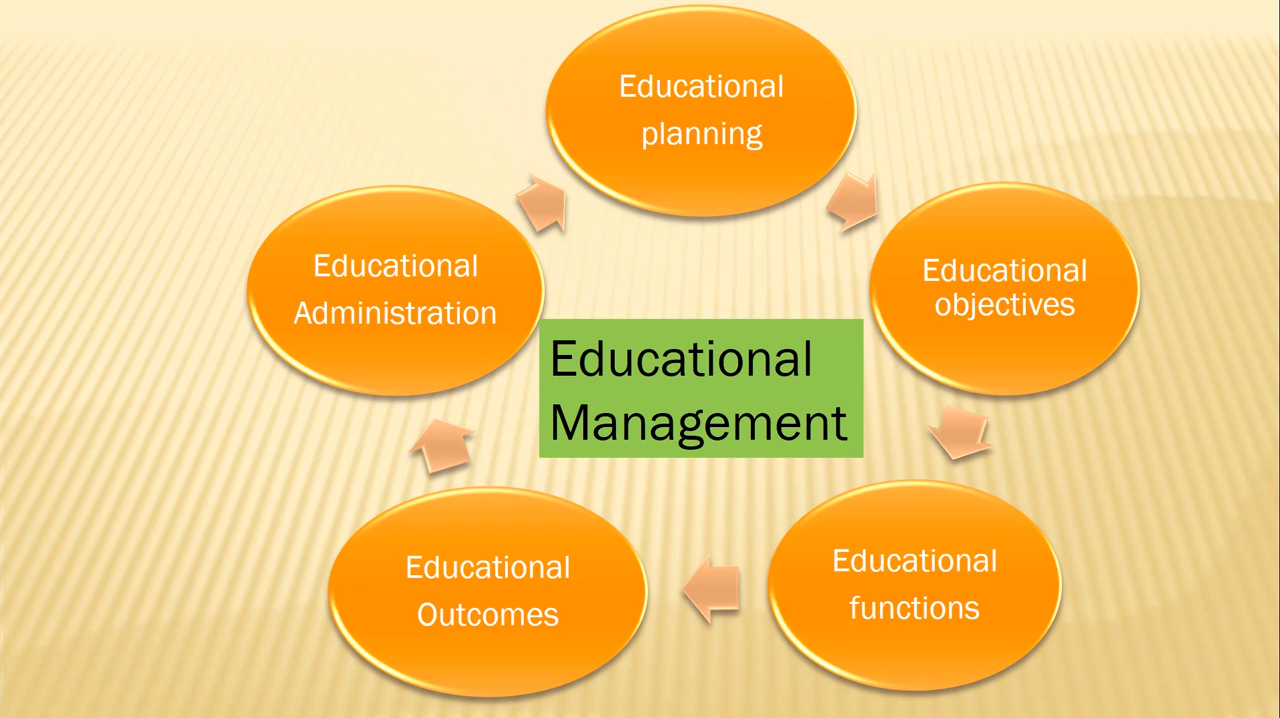 Educational
planning
Educational
objectives
Educational
functions
Educational
Outcomes
Educational
Administration
Educational
Management